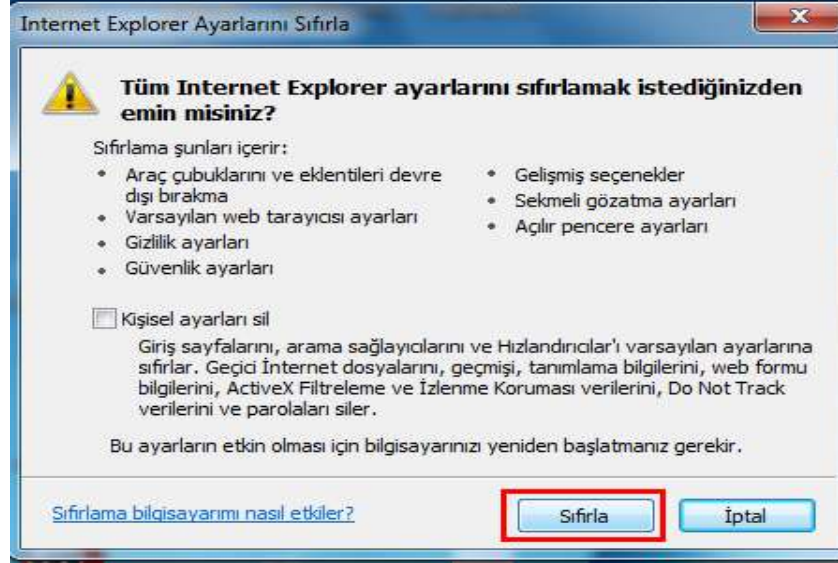 Internet Explorer Ayarlarını Sıfırla
Tüm Internet Explorer ayarlarını sıfırlamak istediğinizden
emin misiniz?
Sıfırlama şunları içerir:
• Araç çubuklarını ve eklentileri devre
dışı bırakma
• Varsayılan web tarayıcısı ayarları
• Gizlilik ayarları
• Güvenlik ayarları
• Gelişmiş seçenekler
• Sekmeli gözatma ayarları
• Açılır pencere ayarları
Kişisel ayarları sil
Giriş sayfalarını, arama sağlayıcılarını ve Hızlandırıcılar'ı varsayılan ayarlarına
sıfırlar. Geçici İnternet dosyalarını, geçmişi, tanımlama bilgilerini, web formu
bilgilerini, ActiveX Filtreleme ve İzlenme Koruması verilerini, Do Not Track
verilerini ve parolaları siler.
Bu ayarların etkin olması için bilgisayarınızı yeniden başlatmanız gerekir.
Sıfırlama bilgisayarımı nasıl etkiler?
Sıfırla
İptal